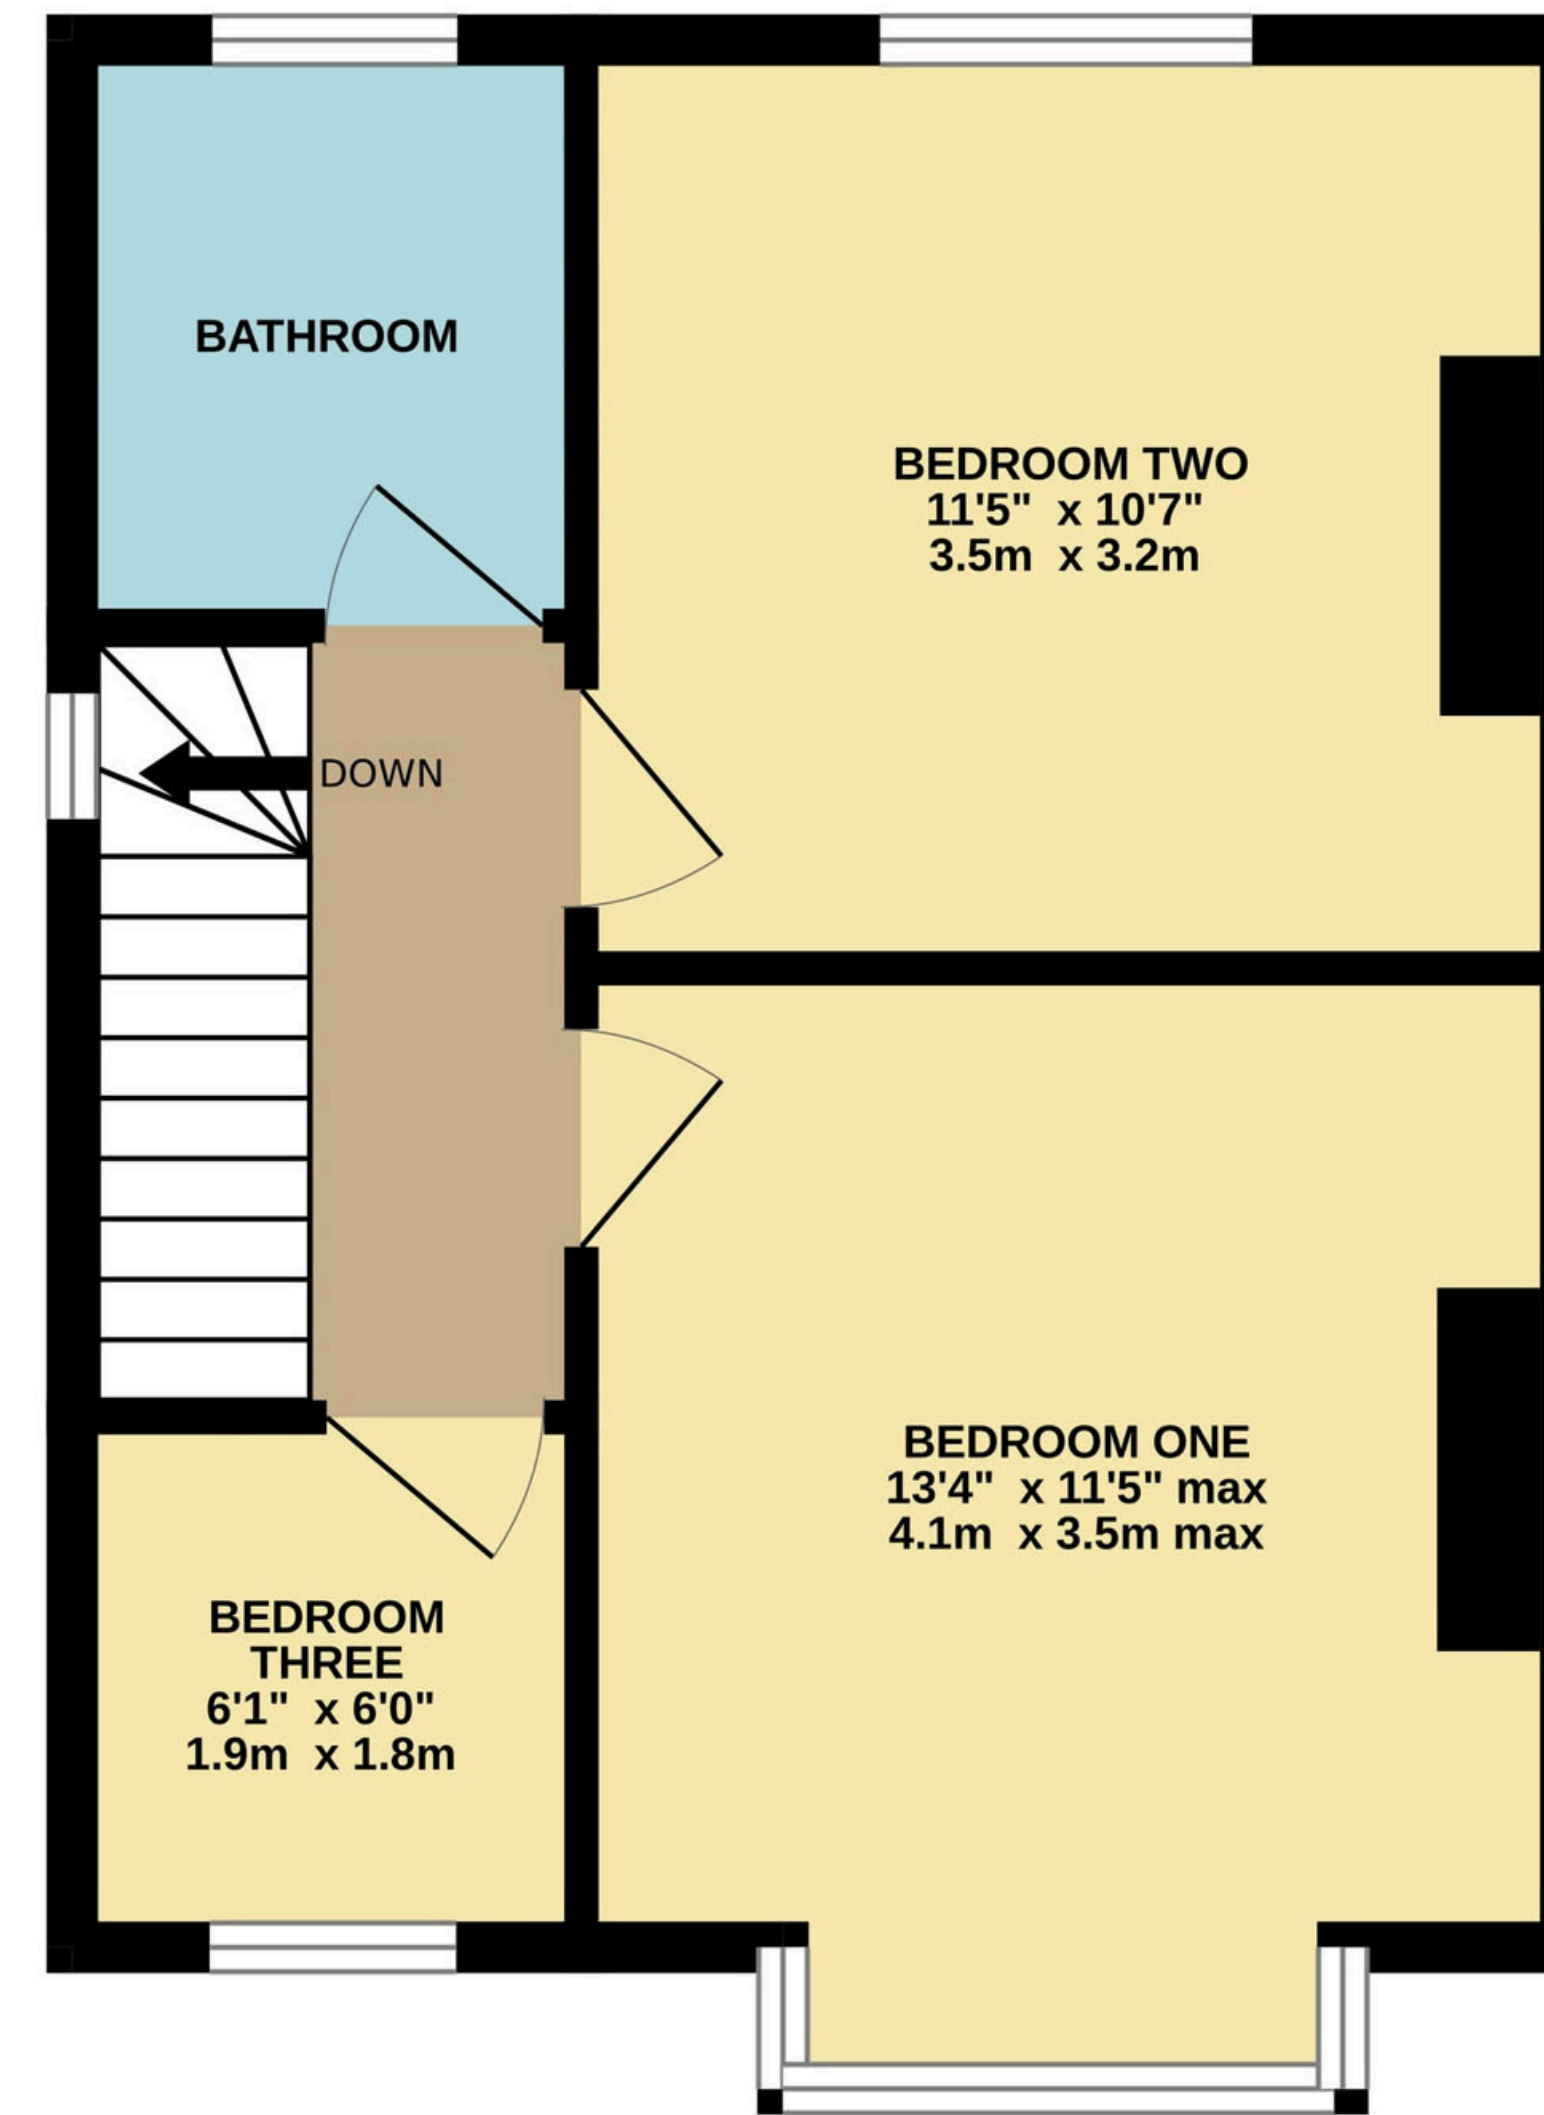 BATHROOM
BEDROOM TWO
11'5" x 10'7"
3.5m x 3.2m
DOWN
BEDROOM ONE
13'4" x 11'5" max
4.1m x 3.5m max
BEDROOM
THREE
6'1" x 6'0"
1.9m x 1.8m